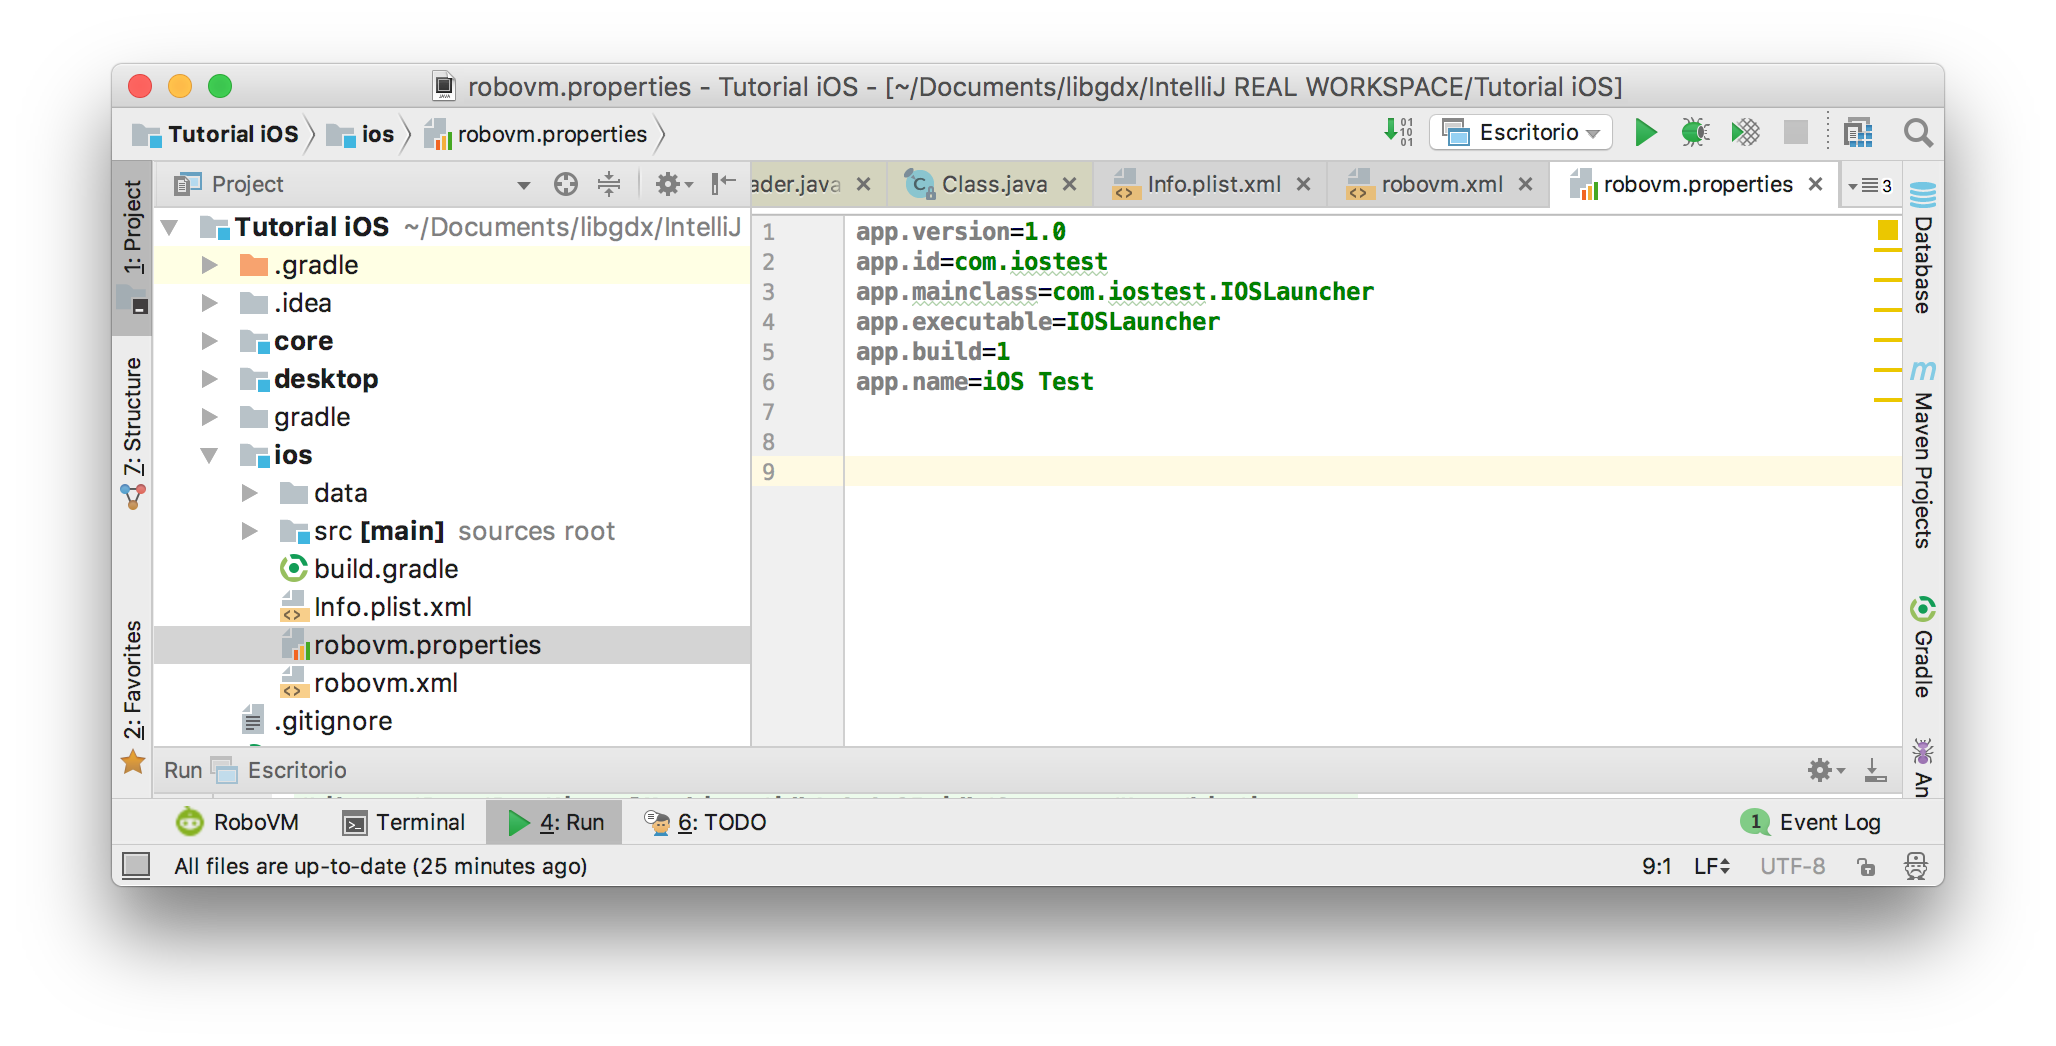 robovm.properties - Tutorial iOS - [~/Documents/libgdx/IntelliJ REAL WORKSPACE/Tutorial iOS]
Tutorial iOS ios robovm.properties Escritorio
1: Project
7: Structure
2: Favorites
Project
Tutorial iOS ~/Documents/libgdx/IntelliJ
.gradle
.idea
core
desktop
gradle
ios
data
src [main] sources root
build.gradle
Info.plist.xml
robovm.properties
robovm.xml
.gitignore
ader.java Class.java Info.plist.xml robovm.xml robovm.properties 3
1 app.version=1.0
2 app.id=com.iostest
3 app.mainclass=com.iostest.IOSLauncher
4 app.executable=IOSLauncher
5 app.build=1
6 app.name=iOS Test
7
8
9
Database
Maven Projects
Gradle
An
Run Escritorio
RoboVM Terminal 4: Run 6: TODO 1 Event Log
All files are up-to-date (25 minutes ago) 9:1 LF UTF-8